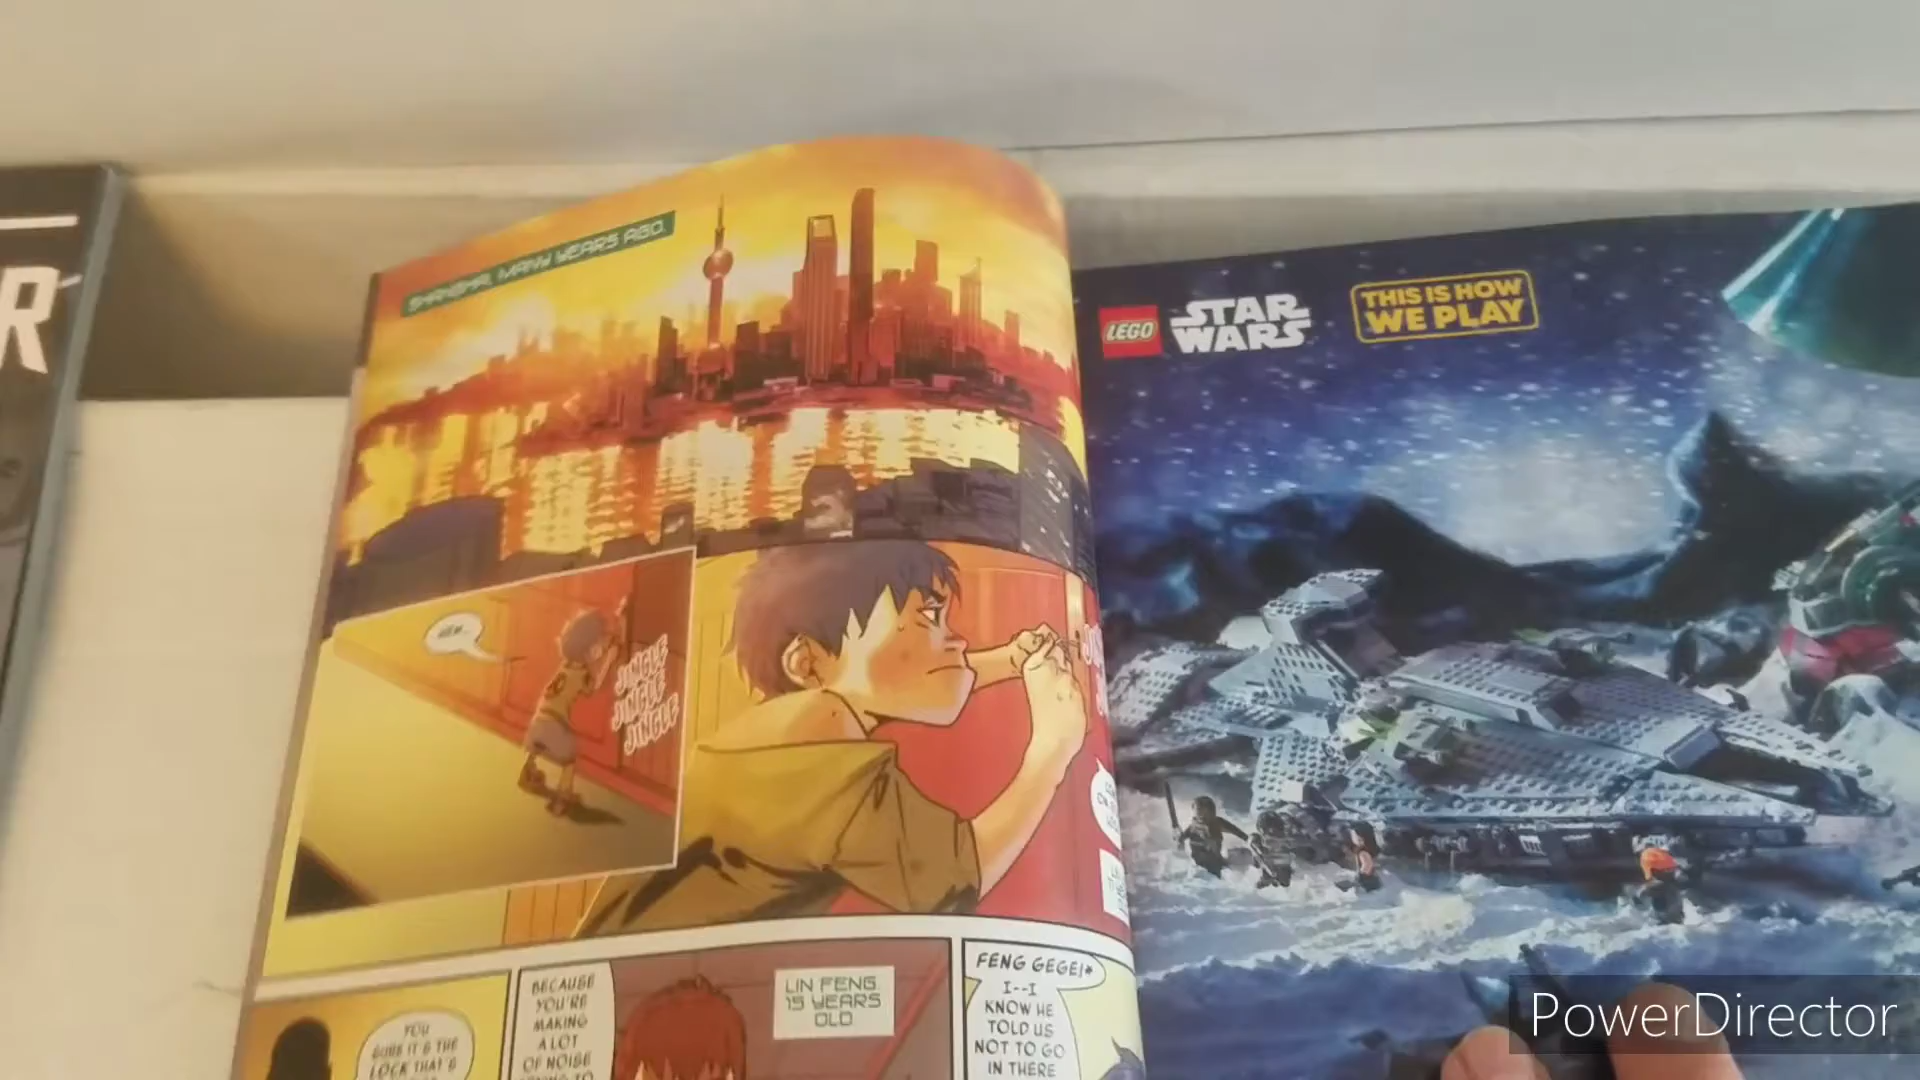 R
SHANGHAI, MANY YEARS AGO.
HEH...
JINGLE
JINGLE
JINGLE
YOU
SURE IT'S THE
LOCK THAT'S
BECAUSE
YOU'RE
MAKING
A LOT
OF NOISE
LIN FENG
15 YEARS
OLD
FENG GEGE!*
I--I
KNOW HE
TOLD US
NOT TO GO
IN THERE
LEGO
STAR
WARS
THIS IS HOW
WE PLAY
PowerDirector